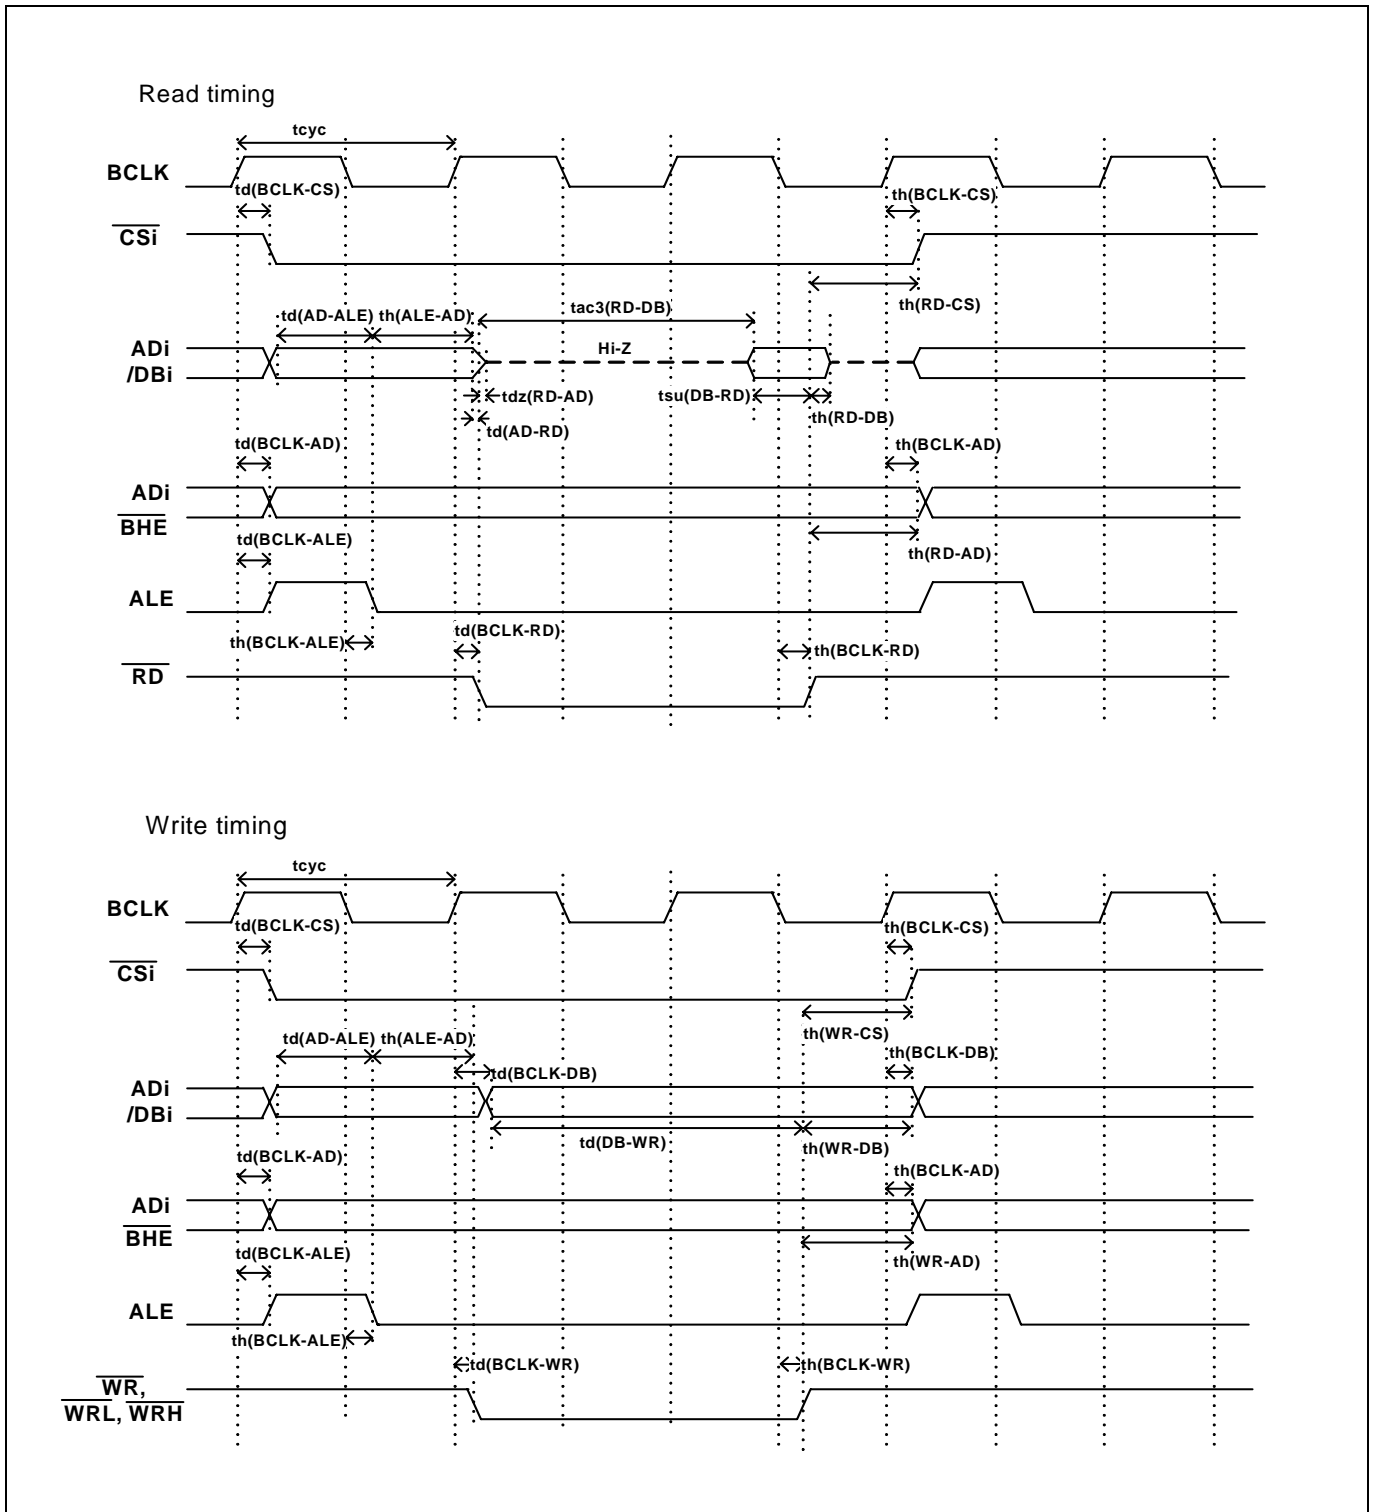 Read timing
tcyc
BCLK
td(BCLK-CS)
th(BCLK-CS)
CSi
th(RD-CS)
td(AD-ALE) th(ALE-AD)
tac3(RD-DB)
ADi
/DBi
Hi-Z
tdz(RD-AD)
tsu(DB-RD)
th(RD-DB)
td(AD-RD)
td(BCLK-AD)
th(BCLK-AD)
ADi
BHE
td(BCLK-ALE)
th(RD-AD)
ALE
th(BCLK-ALE)
td(BCLK-RD)
th(BCLK-RD)
RD
Write timing
tcyc
BCLK
td(BCLK-CS)
th(BCLK-CS)
CSi
th(WR-CS)
td(AD-ALE) th(ALE-AD)
th(BCLK-DB)
td(BCLK-DB)
ADi
/DBi
td(DB-WR)
th(WR-DB)
td(BCLK-AD)
th(BCLK-AD)
ADi
BHE
td(BCLK-ALE)
th(WR-AD)
ALE
th(BCLK-ALE)
td(BCLK-WR)
th(BCLK-WR)
WR,
WRL, WRH